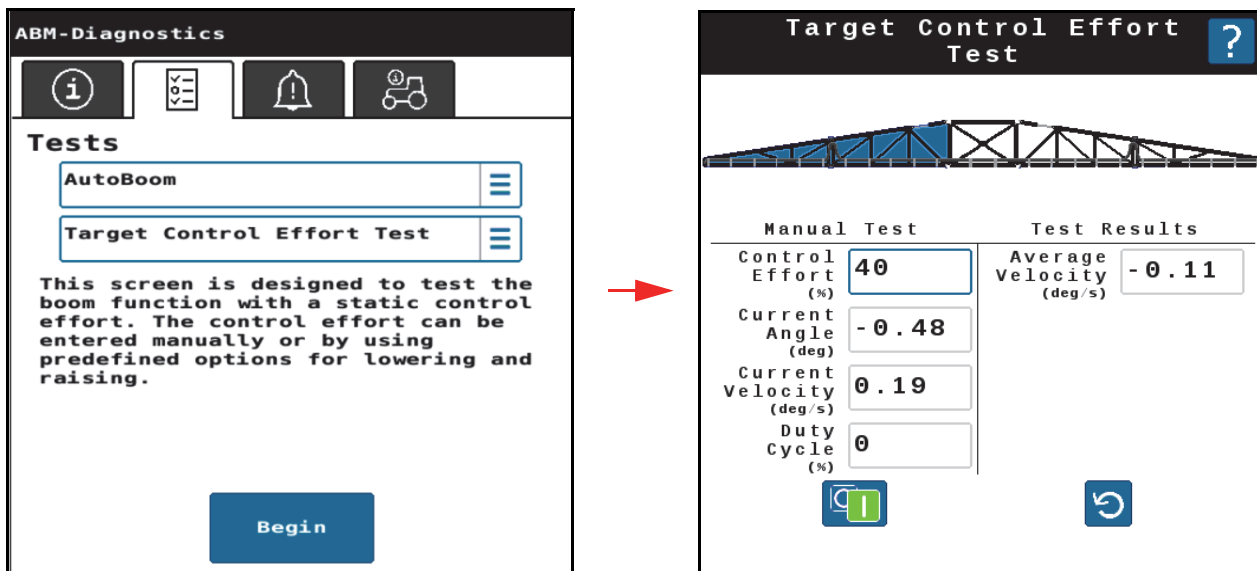 ABM-Diagnostics
Tests
AutoBoom
Target Control Effort Test
This screen is designed to test the
boom function with a static control
effort. The control effort can be
entered manually or by using
predefined options for lowering and
raising.
Begin
Target Control Effort
Test
?
Manual Test
Control
Effort
(%)
40
Current
Angle
(deg)
-0.48
Current
Velocity
(deg/s)
0.19
Duty
Cycle
(%)
0
Test Results
Average
Velocity
(deg/s)
-0.11